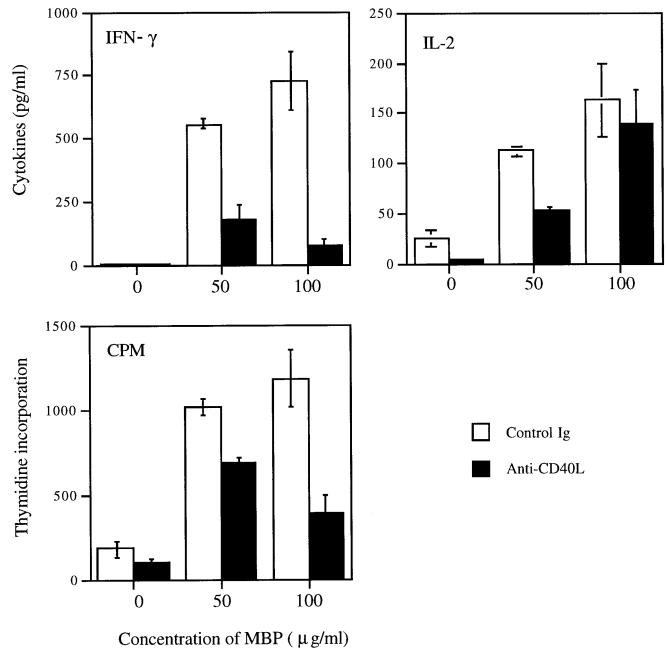 1000
750
500
250
0
Cytokines (pg/ml)
IFN- γ
0 50 100
250
200
150
100
50
0
IL-2
0 50 100
1500
1000
500
0
Thymidine incorporation
CPM
0 50 100
Control Ig
Anti-CD40L
Concentration of MBP ( μg/ml)